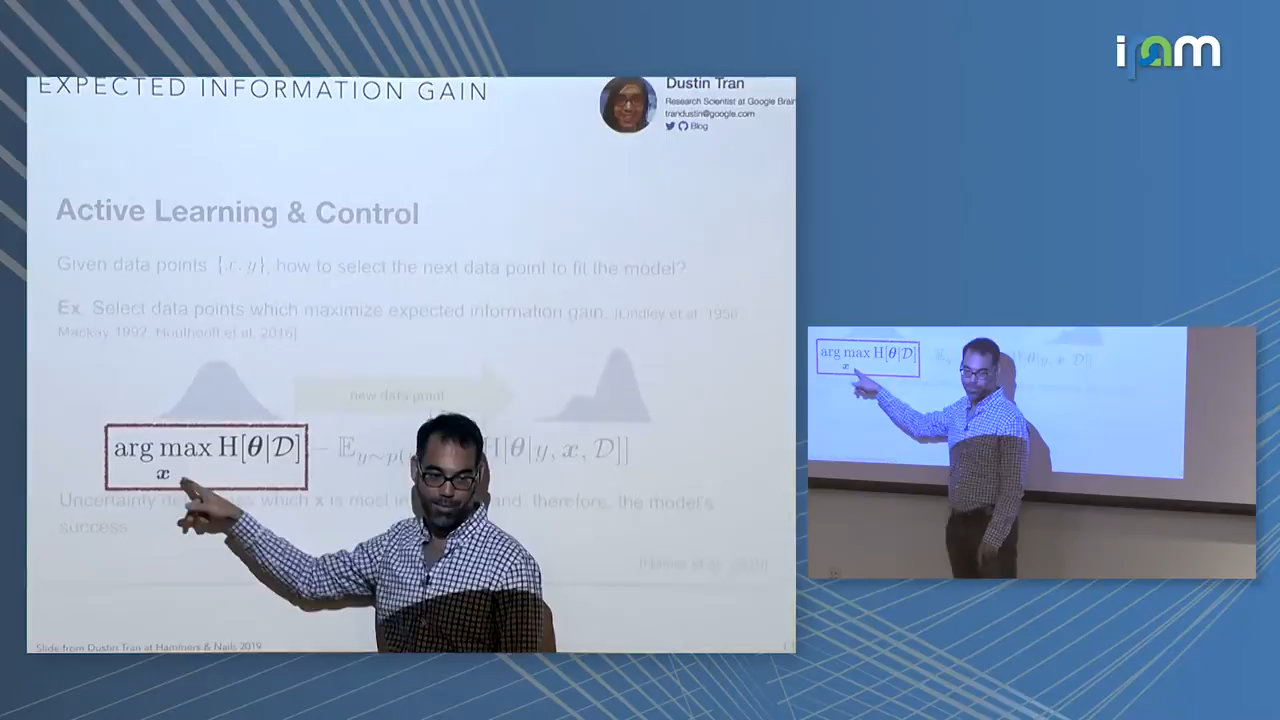 ipam
EXPECTED INFORMATION GAIN
Dustin Tran
Research Scientist at Google Brain
trandustin@google.com
Blog
Active Learning & Control
Given data points {x, y}, how to select the next data point to fit the model?
Ex. Select data points which maximize expected information gain. [Lindley et al. 1956
Mackay 1992, Houlhooft et al. 2016]
new data point
arg max H[θ|D] − 𝔼y∼p( H[θ|y, x, D]]
x
Uncertainty which x is most in and, therefore, the model's
success
Slide from Dustin Tran at Hammers & Nails 2019
arg max H[θ|D]
x
H[θ|y, x, D]]